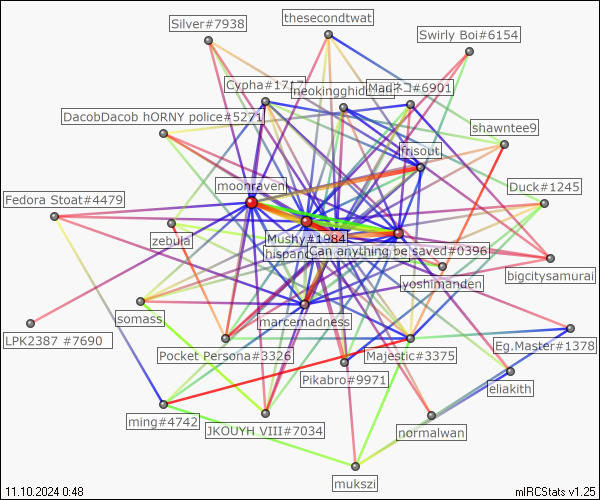 Silver#7938
thesecondtwat
Swirly Boi#6154
Cypha#1717
neokingghidorah
Madネコ#6901
DacobDacob hORNY police#5271
shawntee9
frisout
moonraven
Duck#1245
Fedora Stoat#4479
zebula
Mushy#1984
Can anything be saved#0396
bigcitysamurai
yoshimanden
somass
marcemadness
LPK2387 #7690
Pocket Persona#3326
Majestic#3375
Eg.Master#1378
Pikabro#9971
eliakith
ming#4742
JKOUYH VIII#7034
normalwan
mukszi
11.10.2024 0:48
mIRCStats v1.25